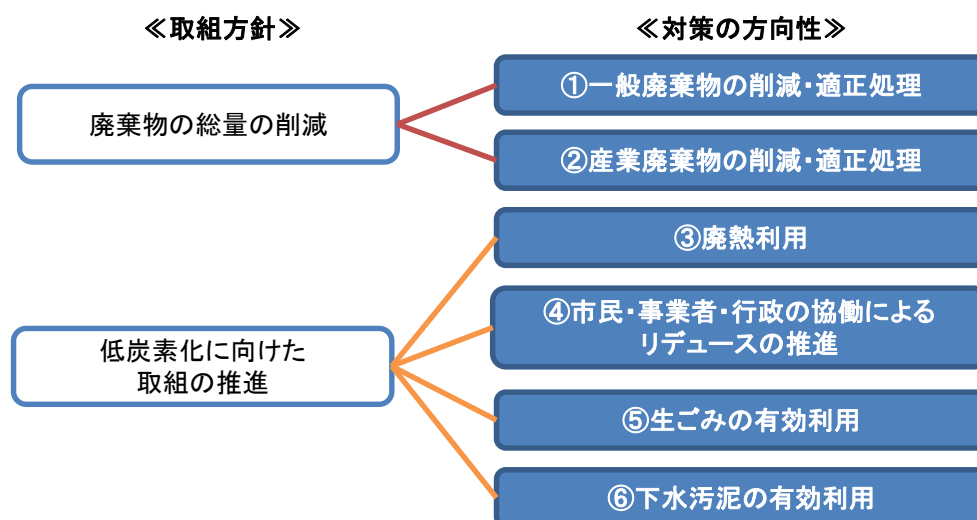 ≪取組方針≫
≪対策の方向性≫
廃棄物の総量の削減
①一般廃棄物の削減・適正処理
②産業廃棄物の削減・適正処理
低炭素化に向けた
取組の推進
③廃熱利用
④市民・事業者・行政の協働による
リデュースの推進
⑤生ごみの有効利用
⑥下水汚泥の有効利用